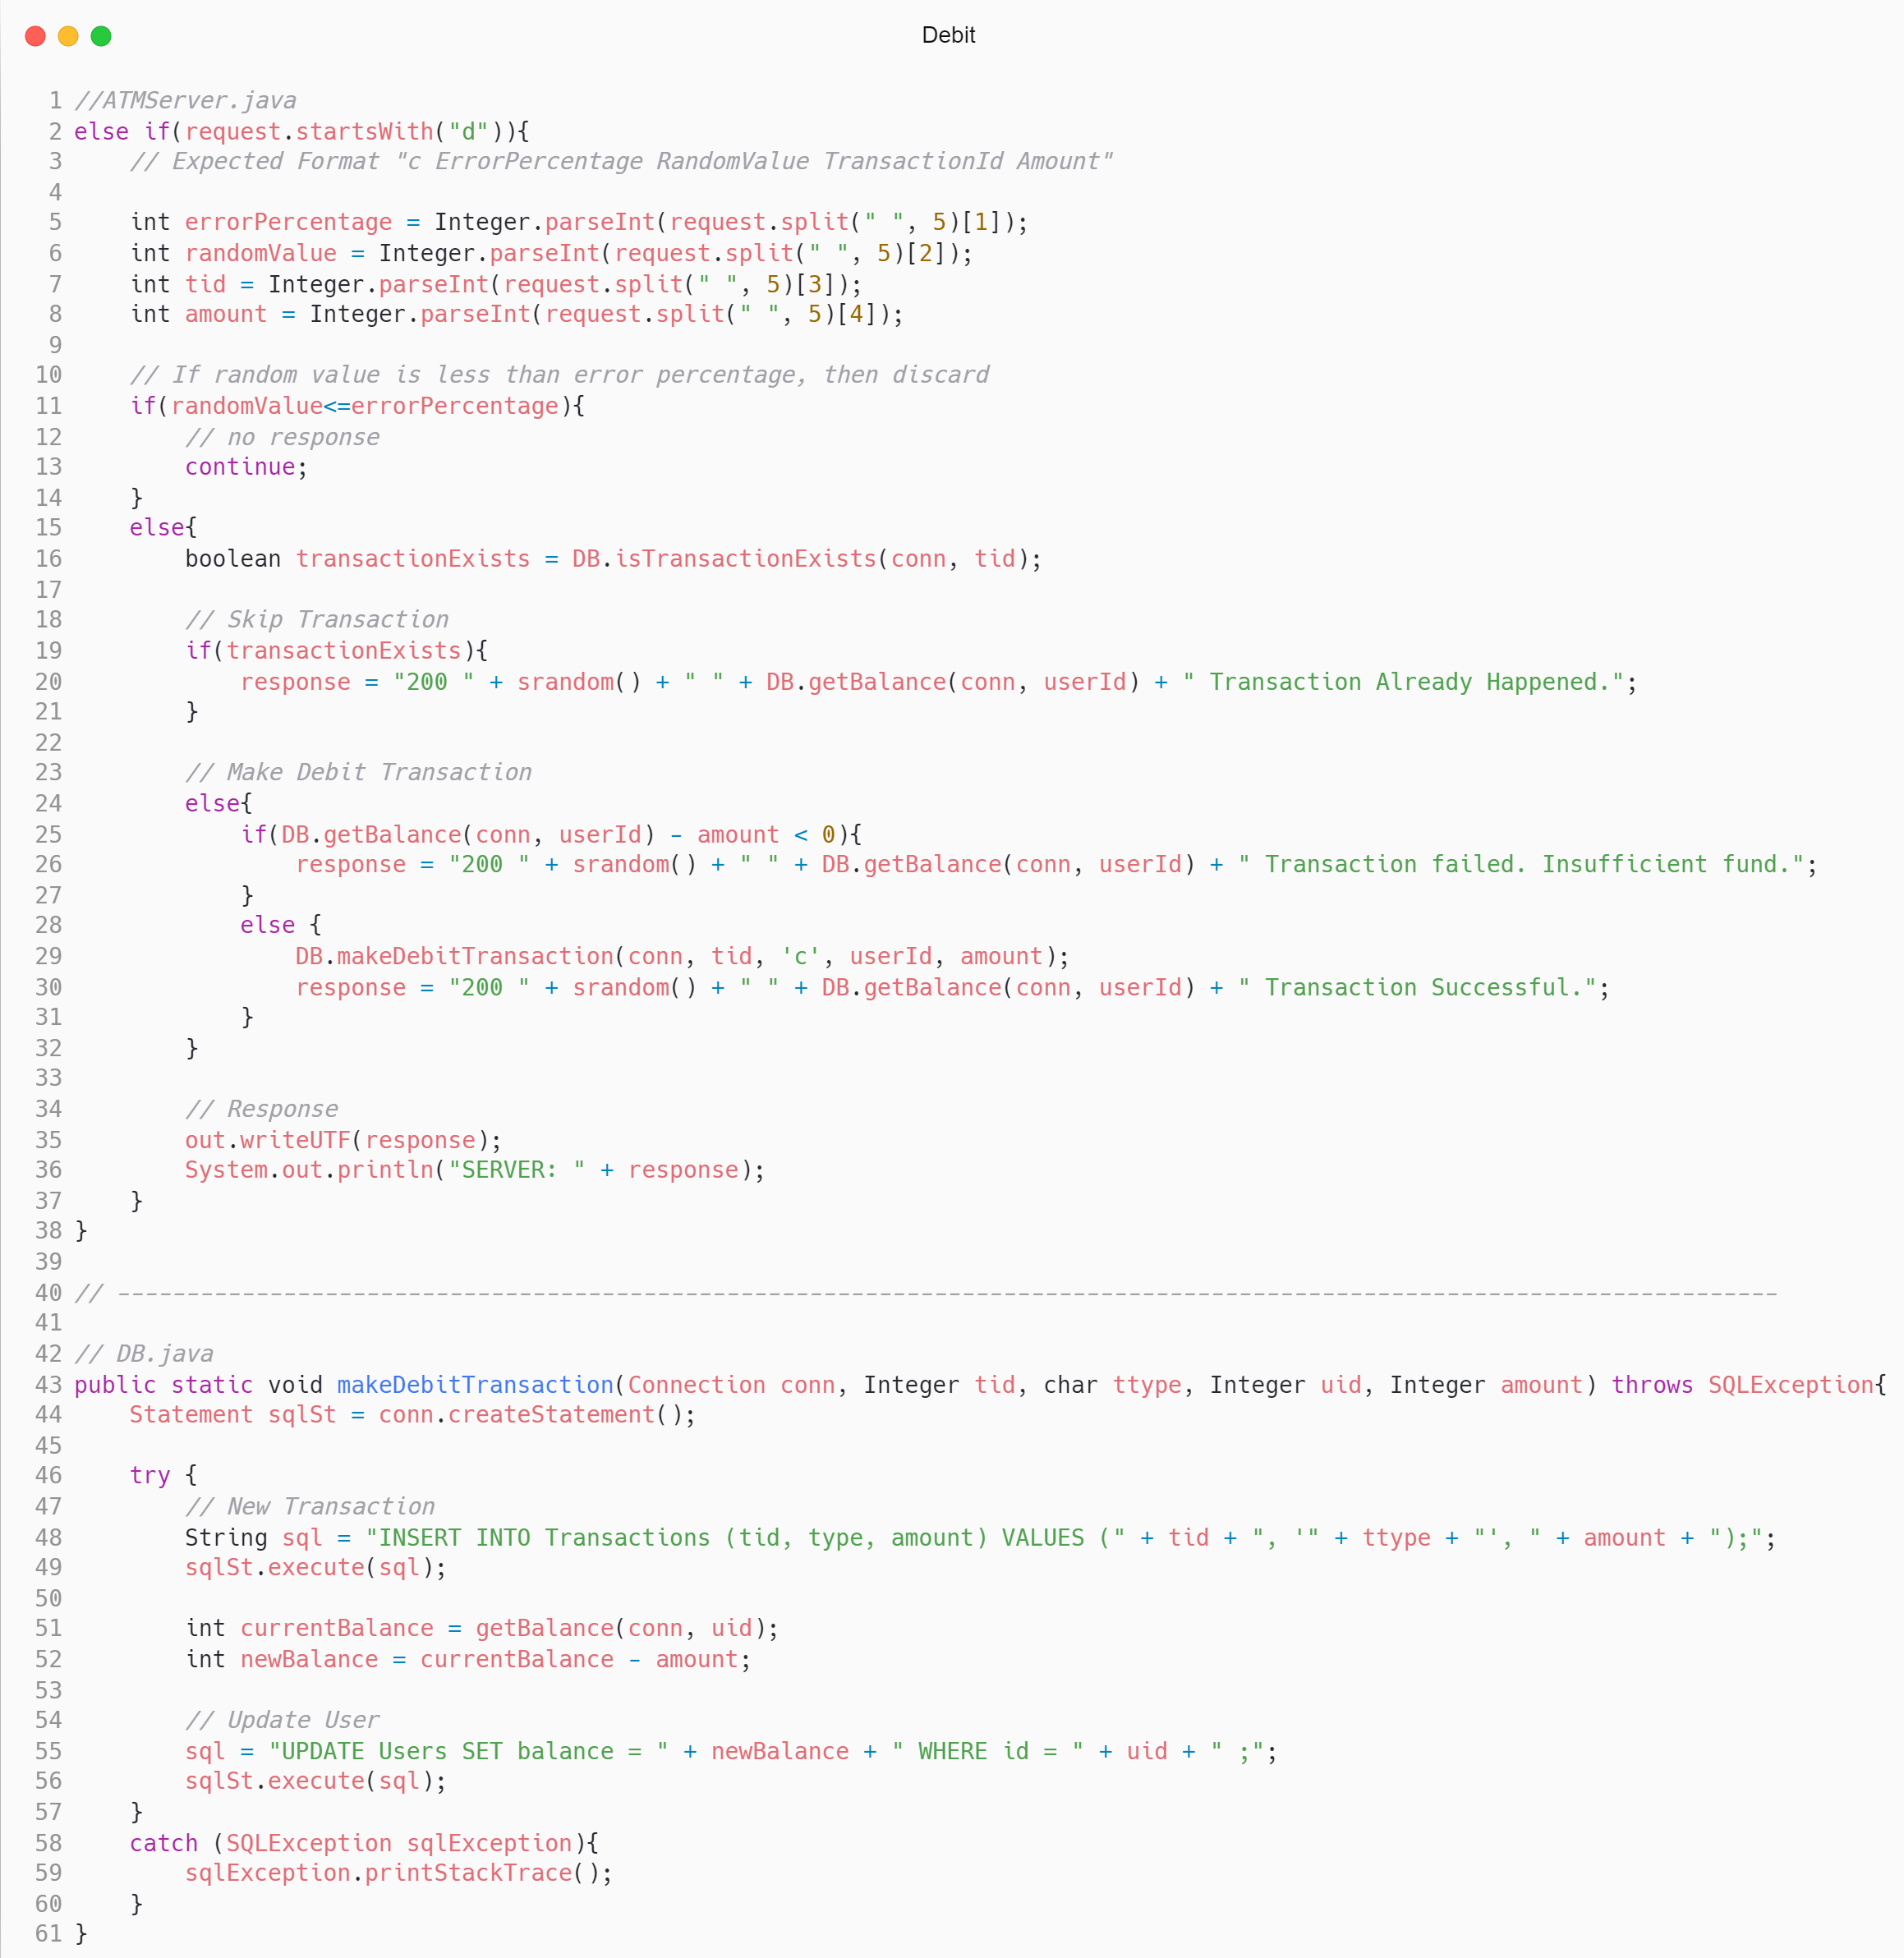 Debit
1 //ATMServer.java
2 else if(request.startsWith("d")){
3     // Expected Format "c ErrorPercentage RandomValue TransactionId Amount"
4
5     int errorPercentage = Integer.parseInt(request.split(" ", 5)[1]);
6     int randomValue = Integer.parseInt(request.split(" ", 5)[2]);
7     int tid = Integer.parseInt(request.split(" ", 5)[3]);
8     int amount = Integer.parseInt(request.split(" ", 5)[4]);
9
10     // If random value is less than error percentage, then discard
11     if(randomValue<=errorPercentage){
12         // no response
13         continue;
14     }
15     else{
16         boolean transactionExists = DB.isTransactionExists(conn, tid);
17
18         // Skip Transaction
19         if(transactionExists){
20             response = "200 " + srandom() + " " + DB.getBalance(conn, userId) + " Transaction Already Happened.";
21         }
22
23         // Make Debit Transaction
24         else{
25             if(DB.getBalance(conn, userId) - amount < 0){
26                 response = "200 " + srandom() + " " + DB.getBalance(conn, userId) + " Transaction failed. Insufficient fund.";
27             }
28             else {
29                 DB.makeDebitTransaction(conn, tid, 'c', userId, amount);
30                 response = "200 " + srandom() + " " + DB.getBalance(conn, userId) + " Transaction Successful.";
31             }
32         }
33
34         // Response
35         out.writeUTF(response);
36         System.out.println("SERVER: " + response);
37     }
38 }
39
40 // ------------------------------------------------------------------------------------------------------------------------
41
42 // DB.java
43 public static void makeDebitTransaction(Connection conn, Integer tid, char ttype, Integer uid, Integer amount) throws SQLException{
44     Statement sqlSt = conn.createStatement();
45
46     try {
47         // New Transaction
48         String sql = "INSERT INTO Transactions (tid, type, amount) VALUES (" + tid + ", '" + ttype + "', " + amount + ");";
49         sqlSt.execute(sql);
50
51         int currentBalance = getBalance(conn, uid);
52         int newBalance = currentBalance - amount;
53
54         // Update User
55         sql = "UPDATE Users SET balance = " + newBalance + " WHERE id = " + uid + " ;";
56         sqlSt.execute(sql);
57     }
58     catch (SQLException sqlException){
59         sqlException.printStackTrace();
60     }
61 }